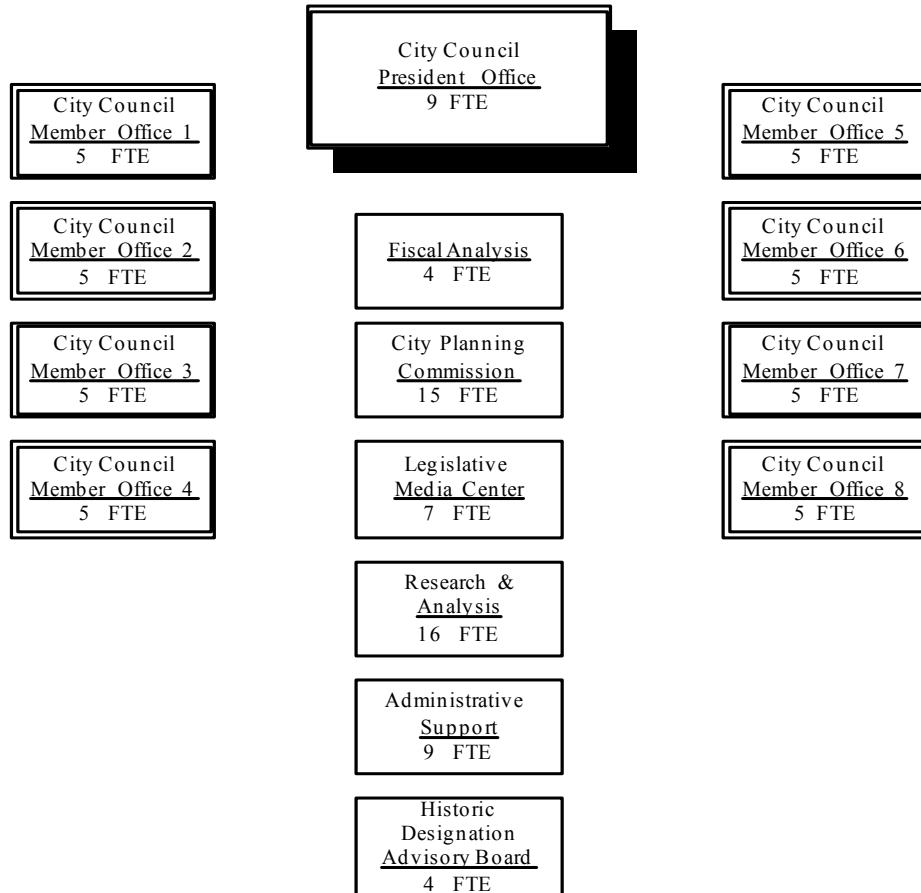 City Council
President Office
9 FTE
City Council
Member Office 1
5 FTE
City Council
Member Office 2
5 FTE
City Council
Member Office 3
5 FTE
City Council
Member Office 4
5 FTE
Fiscal Analysis
4 FTE
City Planning
Commission
15 FTE
Legislative
Media Center
7 FTE
Research &
Analysis
16 FTE
Administrative
Support
9 FTE
Historic
Designation
Advisory Board
4 FTE
City Council
Member Office 5
5 FTE
City Council
Member Office 6
5 FTE
City Council
Member Office 7
5 FTE
City Council
Member Office 8
5 FTE